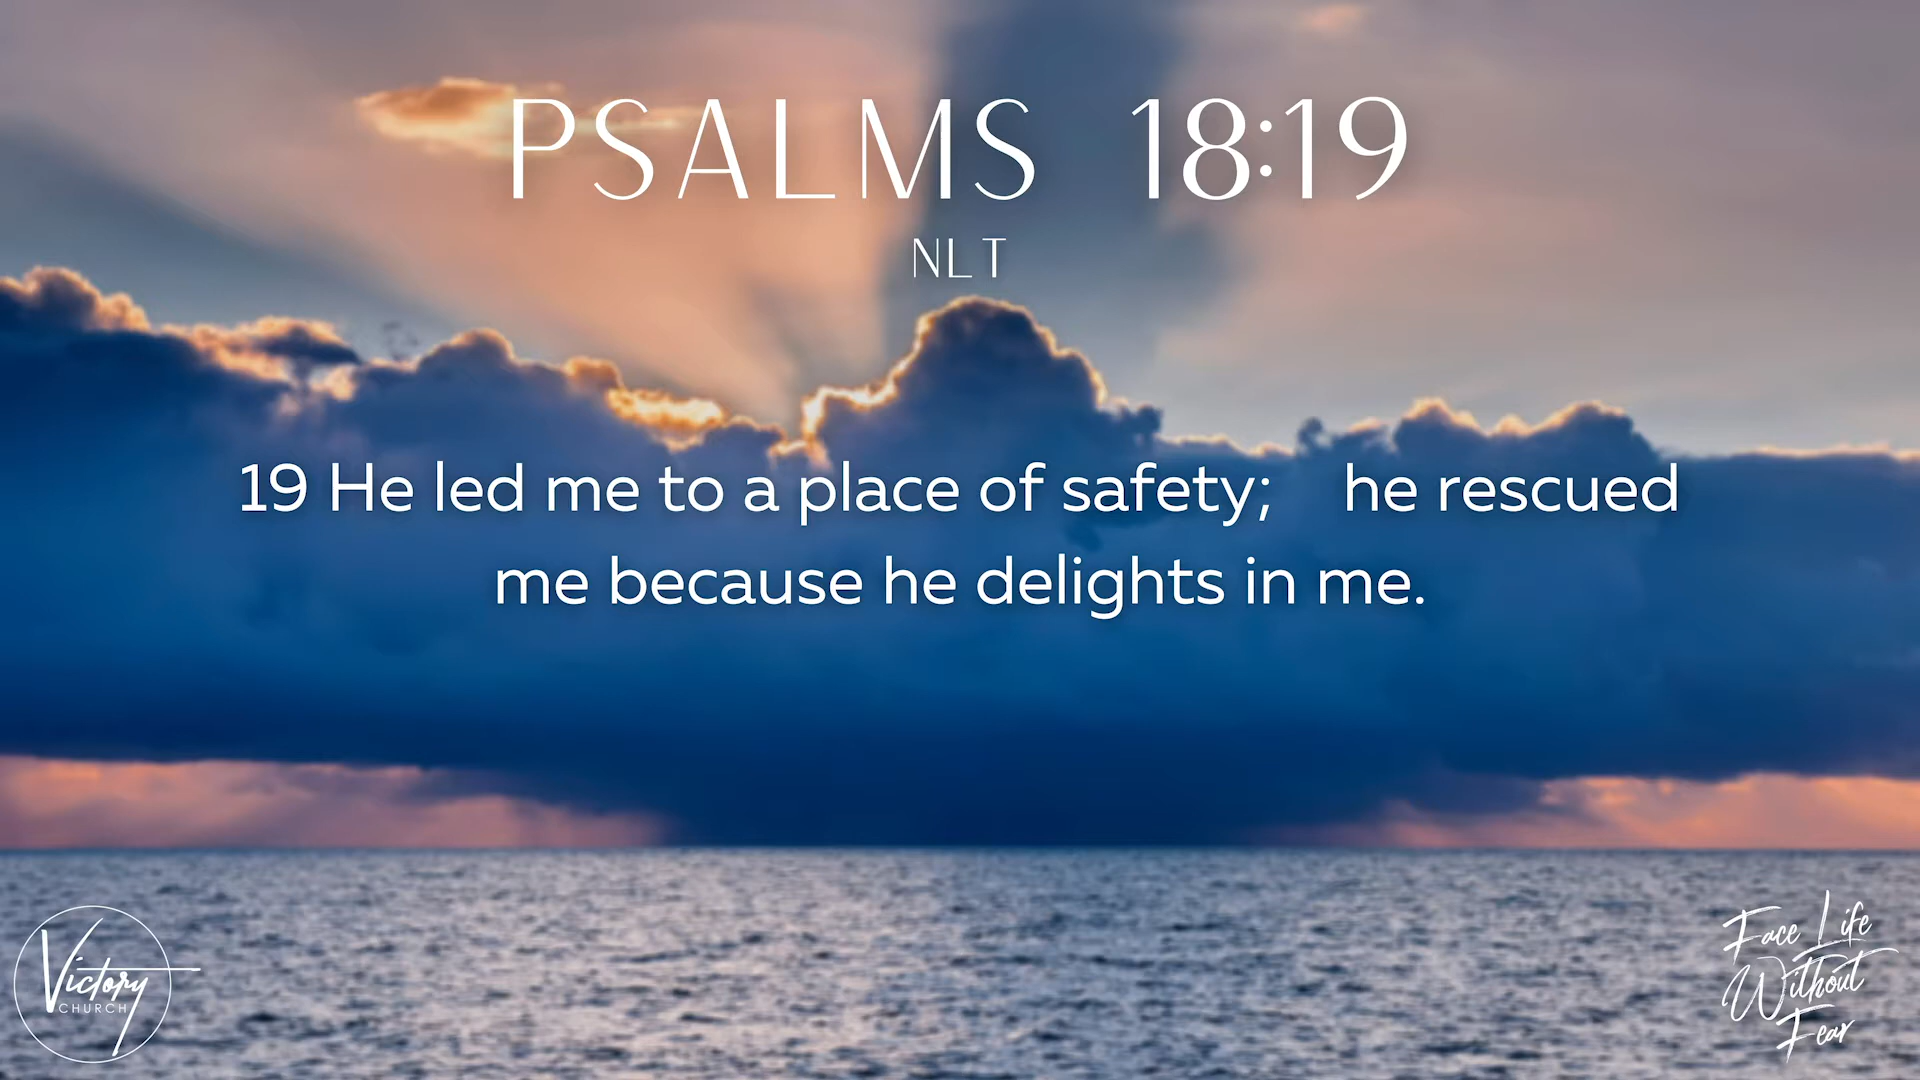 PSALMS 18:19
NLT
19 He led me to a place of safety; he rescued
me because he delights in me.
Victory
CHURCH
Face Life
Without
Fear